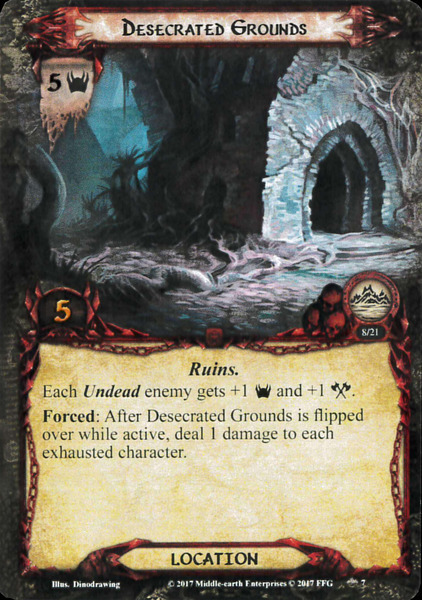 Desecrated Grounds
5
5
8/21
Ruins.
Each Undead enemy gets +1 and +1 .
Forced: After Desecrated Grounds is flipped
over while active, deal 1 damage to each
exhausted character.
LOCATION
Illus. Dinodrawing © 2017 Middle-earth Enterprises © 2017 FFG 7